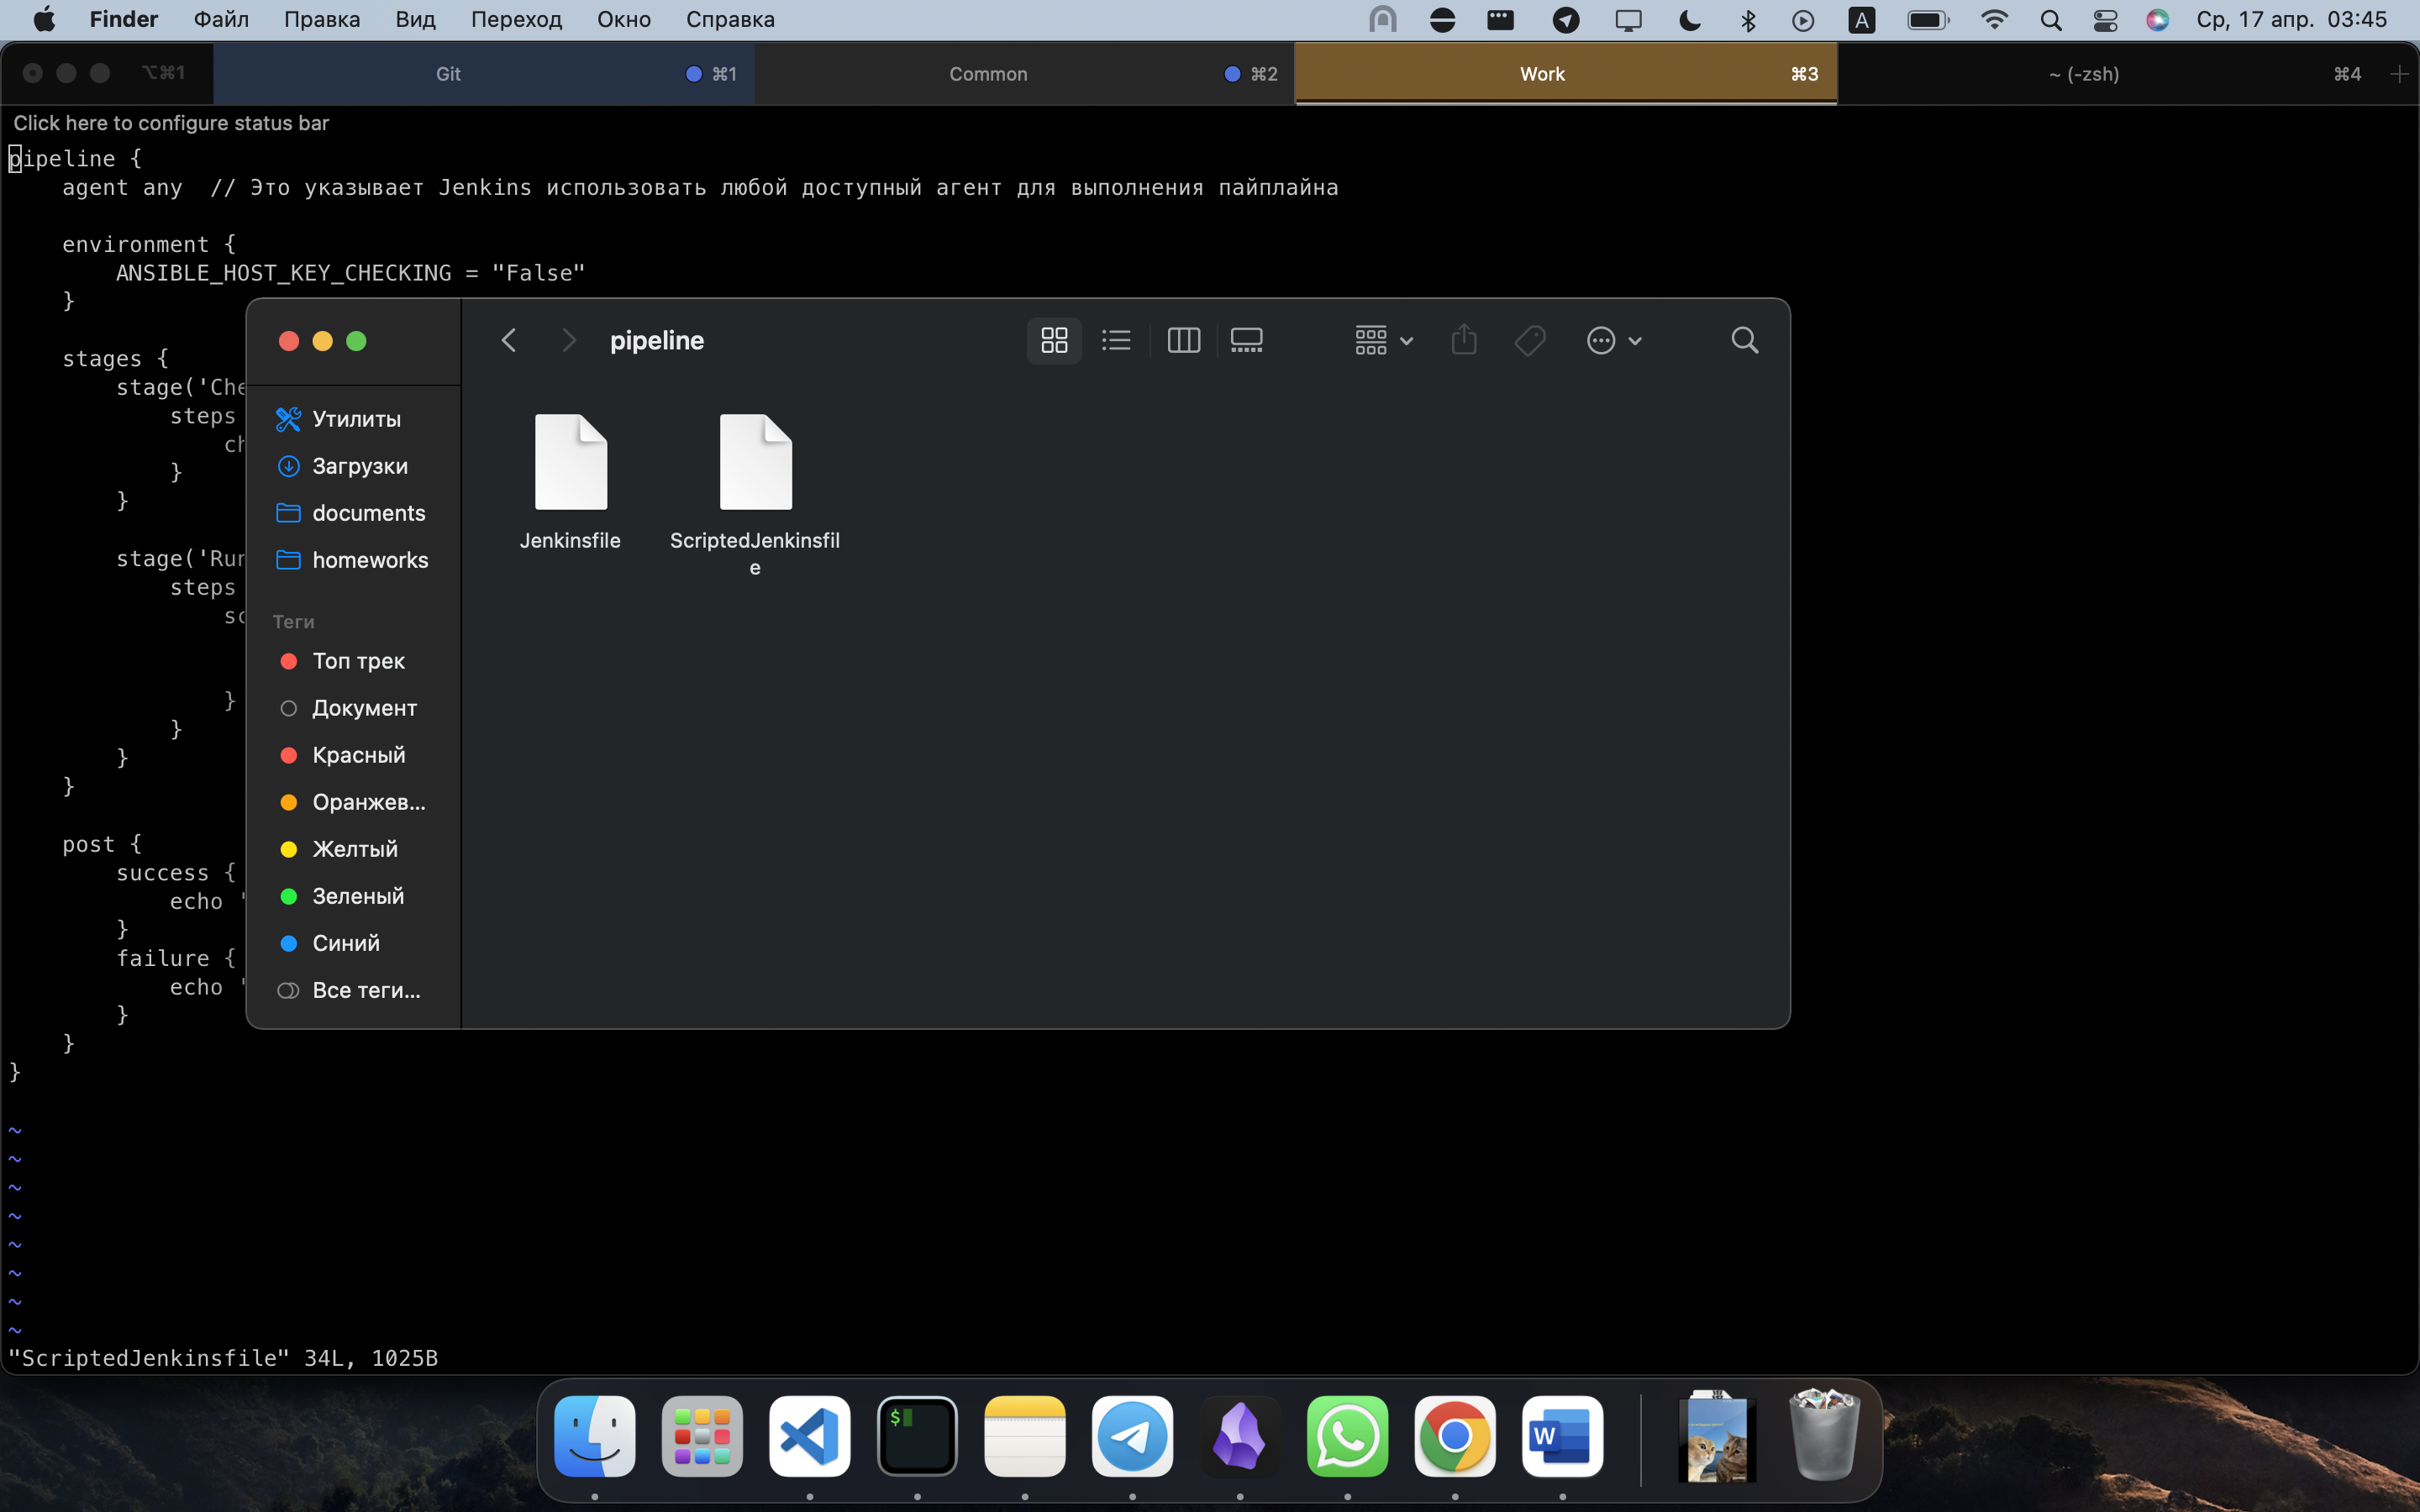 Finder Файл Правка Вид Переход Окно Справка A Ср, 17 апр. 03:45
⌥⌘1 Git ⌘1 Common ⌘2 Work ⌘3 ~ (-zsh) ⌘4
Click here to configure status bar
pipeline {
agent any // Это указывает Jenkins использовать любой доступный агент для выполнения пайплайна
environment {
ANSIBLE_HOST_KEY_CHECKING = "False"
}
stages {
stage('Che
steps
ch
}
}
stage('Run
steps
sc
}
}
}
}
post {
success {
echo '
}
failure {
echo '
}
}
}
~
~
~
~
~
~
~
~
"ScriptedJenkinsfile" 34L, 1025B
pipeline
Утилиты
Загрузки
documents
homeworks
Теги
Топ трек
Документ
Красный
Оранжев...
Желтый
Зеленый
Синий
Все теги...
Jenkinsfile
ScriptedJenkinsfil
e
$
W